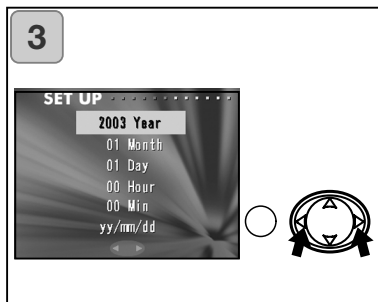 3
SET UP
2003 Year
01 Month
01 Day
00 Hour
00 Min
yy/mm/dd